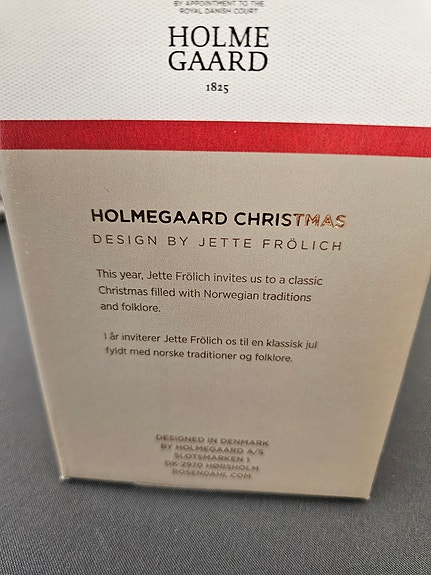 BY APPOINTMENT TO THE
ROYAL DANISH COURT
HOLME
GAARD
1825
HOLMEGAARD CHRISTMAS
DESIGN BY JETTE FRÖLICH
This year, Jette Frölich invites us to a classic
Christmas filled with Norwegian traditions
and folklore.
I år inviterer Jette Frölich os til en klassisk jul
fyldt med norske traditioner og folklore.
DESIGNED IN DENMARK
BY HOLMEGAARD A/S
SLOTSMARKEN 1
DK-2970 HØRSHOLM
ROSENDAHL.COM